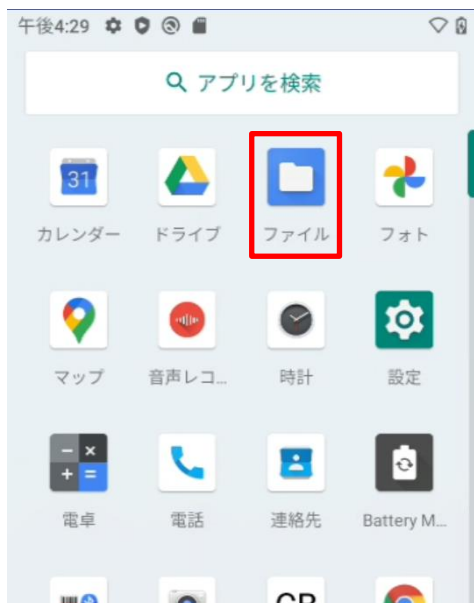 午後4:29
アプリを検索
31
カレンダー
ドライブ
ファイル
フォト
マップ
音声レコ...
時計
設定
電卓
電話
連絡先
Battery M...